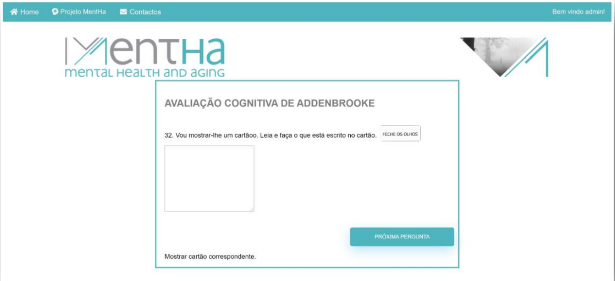 Home Projeto MentHa Contactos Bem vindo admin!
MentHa
mental Health and aging
AVALIAÇÃO COGNITIVA DE ADDENBROOKE
32. Vou mostrar-lhe um cartãoo. Leia e faça o que está escrito no cartão. FECHE OS OLHOS
PRÓXIMA PERGUNTA
Mostrar cartão correspondente.